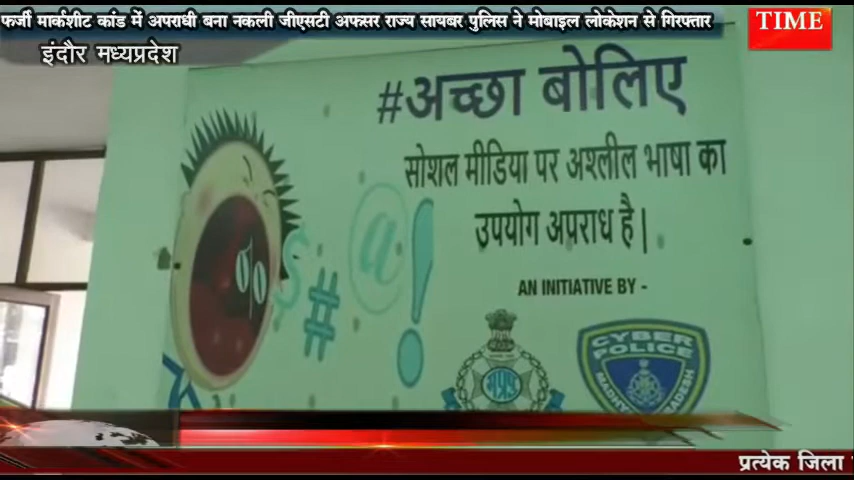 फर्जी मार्कशीट कांड में अपराधी बना नकली जीएसटी अफसर राज्य सायबर पुलिस ने मोबाइल लोकेशन से गिरफ्तार
TIME
इंदौर मध्यप्रदेश
#अच्छा बोलिए
सोशल मीडिया पर अश्लील भाषा का
उपयोग अपराध है|
%$#@!
AN INITIATIVE BY -
CYBER
POLICE
प्रत्येक जिला